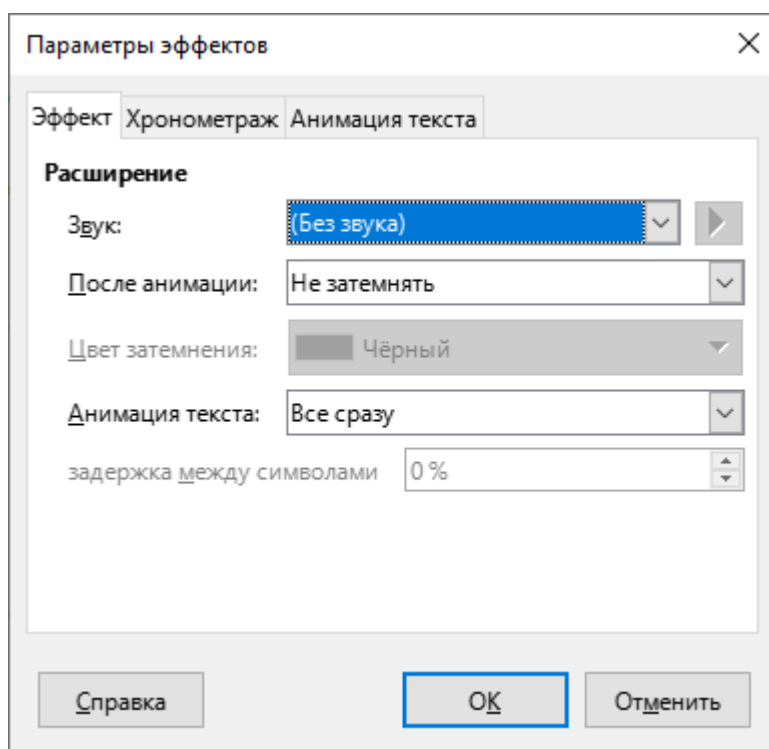 Параметры эффектов
Эффект Хронометраж Анимация текста
Расширение
Звук: (Без звука)
После анимации: Не затемнять
Цвет затемнения: Чёрный
Анимация текста: Все сразу
задержка между символами 0 %
Справка ОК Отменить